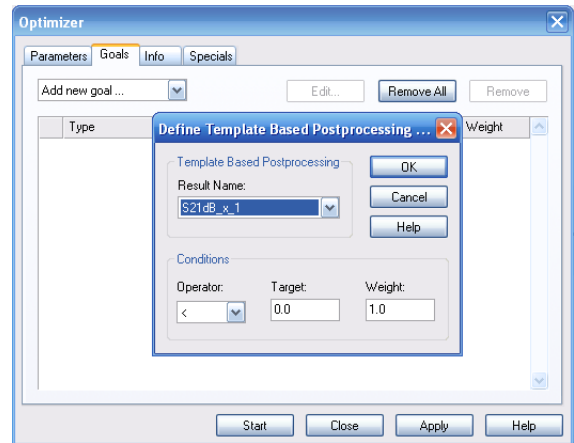 Optimizer
Parameters Goals Info Specials
Add new goal ... Edit... Remove All Remove
Type Weight
Define Template Based Postprocessing ...
Template Based Postprocessing
OK
Result Name:
Cancel
S21dB_x_1
Help
Conditions
Operator: Target: Weight:
< 0.0 1.0
Start Close Apply Help